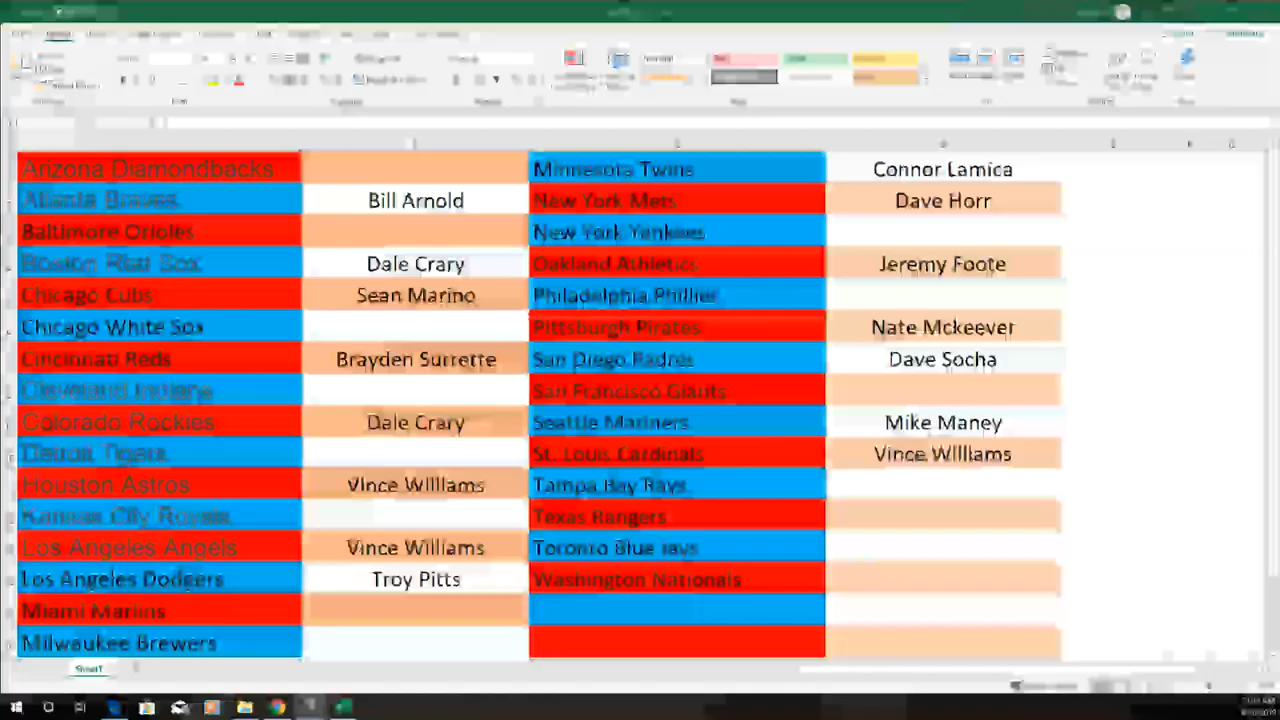 Arizona Diamondbacks
Atlanta Braves Bill Arnold
Baltimore Orioles
Boston Red Sox Dale Crary
Chicago Cubs Sean Marino
Chicago White Sox
Cincinnati Reds Brayden Surrette
Cleveland Indians
Colorado Rockies Dale Crary
Detroit Tigers
Houston Astros Vince Williams
Kansas City Royals
Los Angeles Angels Vince Williams
Los Angeles Dodgers Troy Pitts
Miami Marlins
Milwaukee Brewers
Minnesota Twins Connor Lamica
New York Mets Dave Horr
New York Yankees
Oakland Athletics Jeremy Foote
Philadelphia Phillies
Pittsburgh Pirates Nate Mckeever
San Diego Padres Dave Socha
San Francisco Giants
Seattle Mariners Mike Maney
St. Louis Cardinals Vince Williams
Tampa Bay Rays
Texas Rangers
Toronto Blue Jays
Washington Nationals
Sheet1